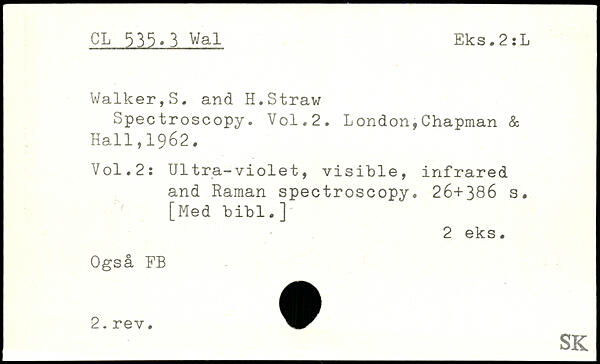 CL 535.3 Wal Eks.2:L
Walker,S. and H.Straw
Spectroscopy. Vol.2. London,Chapman &
Hall,1962.
Vol.2: Ultra-violet, visible, infrared
and Raman spectroscopy. 26+386 s.
[Med bibl.]
2 eks.
Også FB
2.rev.
SK